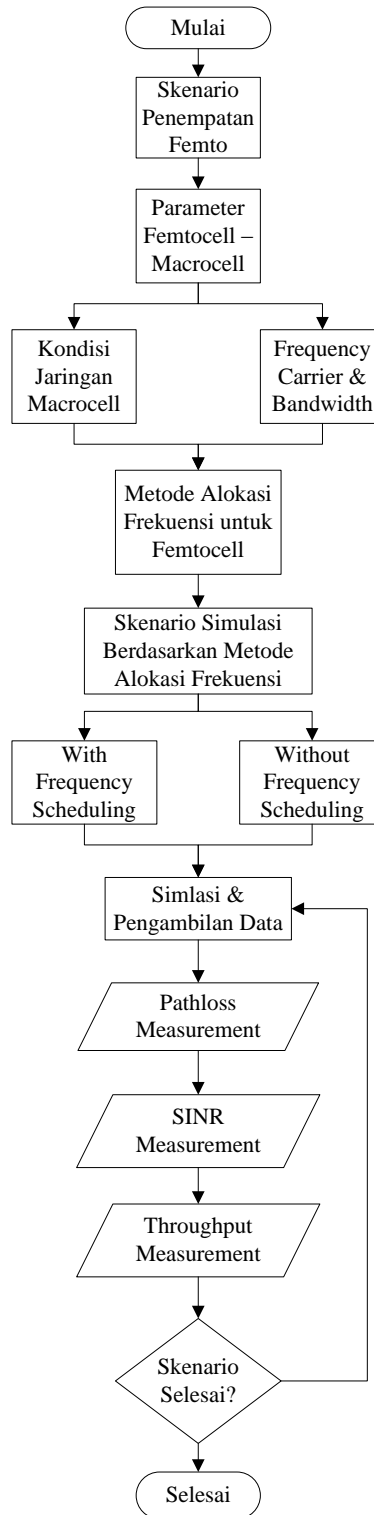 Mulai
Skenario
Penempatan
Femto
Parameter
Femtocell –
Macrocell
Kondisi
Jaringan
Macrocell
Frequency
Carrier &
Bandwidth
Metode Alokasi
Frekuensi untuk
Femtocell
Skenario Simulasi
Berdasarkan Metode
Alokasi Frekuensi
With
Frequency
Scheduling
Without
Frequency
Scheduling
Simlasi &
Pengambilan Data
Pathloss
Measurement
SINR
Measurement
Throughput
Measurement
Skenario
Selesai?
Selesai